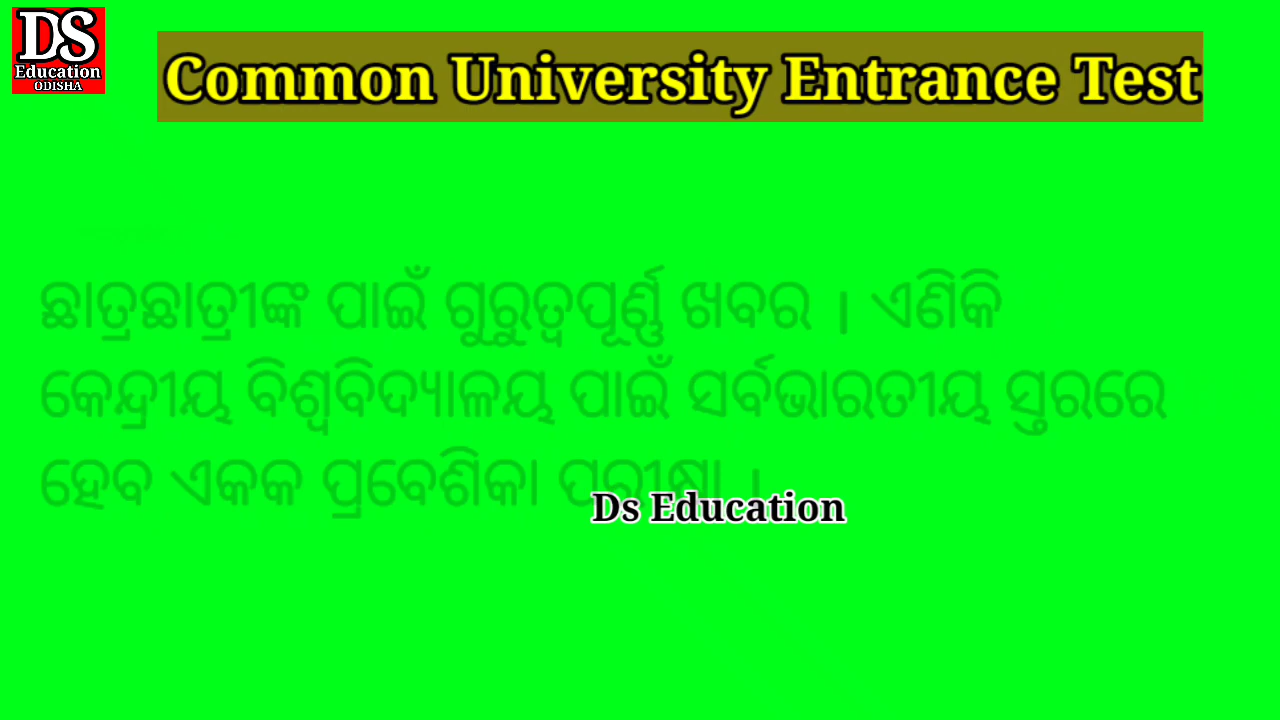 DS
Education
ODISHA
Common University Entrance Test
ଛାତ୍ରଛାତ୍ରୀଙ୍କ ପାଇଁ ଗୁରୁତ୍ୱପୂର୍ଣ୍ଣ ଖବର । ଏଣିକି
କେନ୍ଦ୍ରୀୟ ବିଶ୍ୱବିଦ୍ୟାଳୟ ପାଇଁ ସର୍ବଭାରତୀୟ ସ୍ତରରେ
ହେବ ଏକକ ପ୍ରବେଶିକା ପରୀକ୍ଷା ।
Ds Education